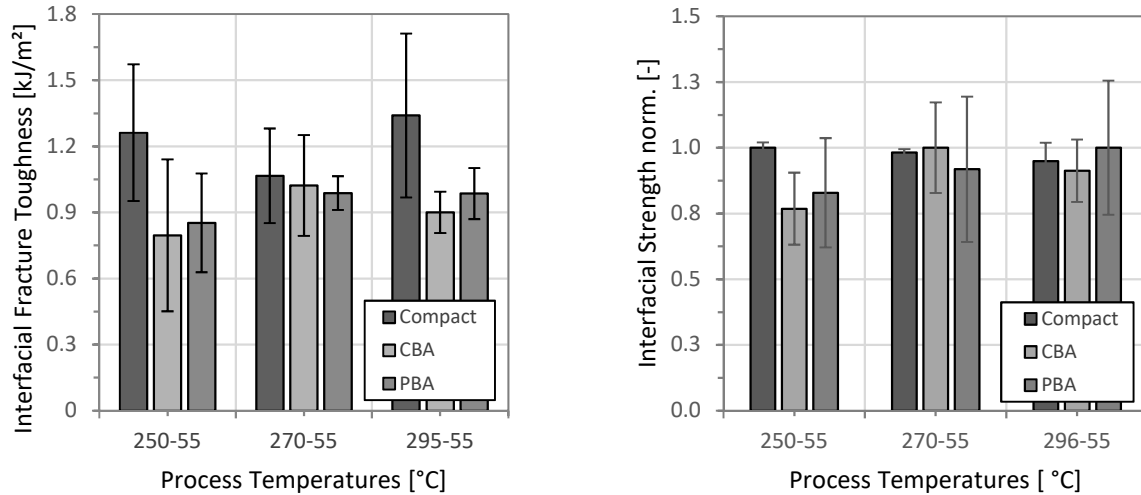 Interfacial Fracture Toughness [kJ/m²]
1.8
1.5
1.2
0.9
0.6
0.3
0
Compact
CBA
PBA
250-55
270-55
295-55
Process Temperatures [°C]
Interfacial Strength norm. [-]
1.5
1.3
1.0
0.8
0.5
0.3
0.0
Compact
CBA
PBA
250-55
270-55
296-55
Process Temperatures [ °C]